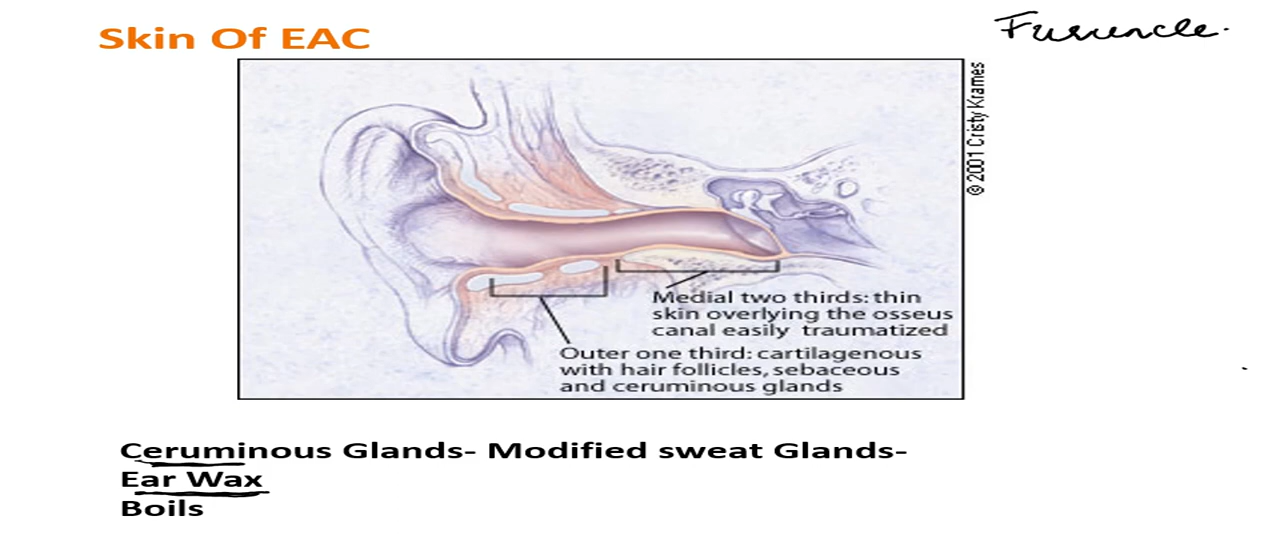 Skin Of EAC
Furuncle.
© 2001 Cristy Krames
Medial two thirds: thin
skin overlying the osseus
canal easily traumatized
Outer one third: cartilagenous
with hair follicles, sebaceous
and ceruminous glands
Ceruminous Glands- Modified sweat Glands-
Ear Wax
Boils